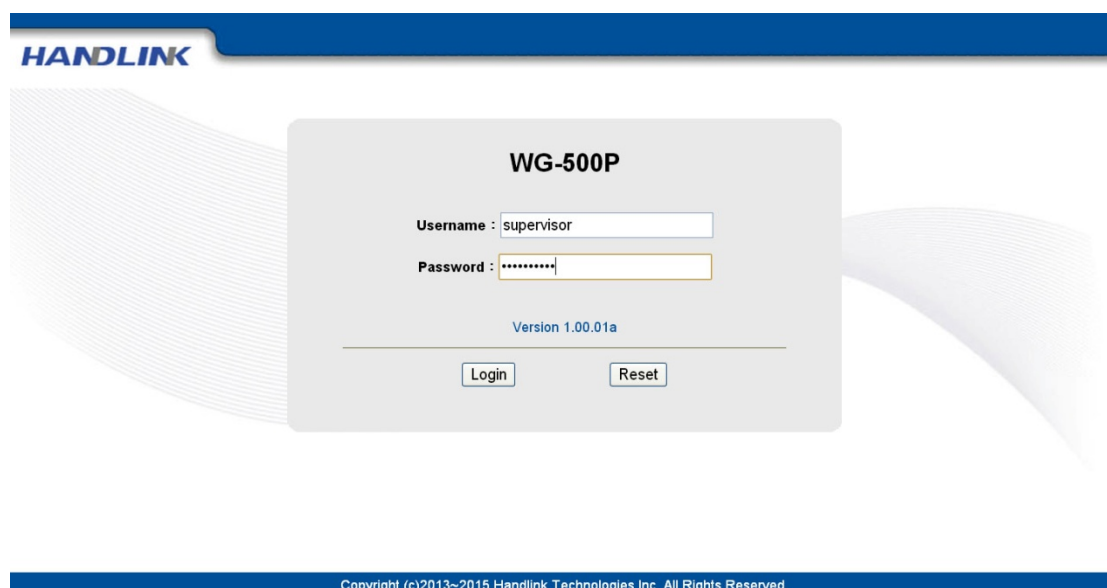 HANDLINK
WG-500P
Username : supervisor
Password : ••••••••••
Version 1.00.01a
Login Reset
Copyright (c)2013~2015 Handlink Technologies Inc. All Rights Reserved.